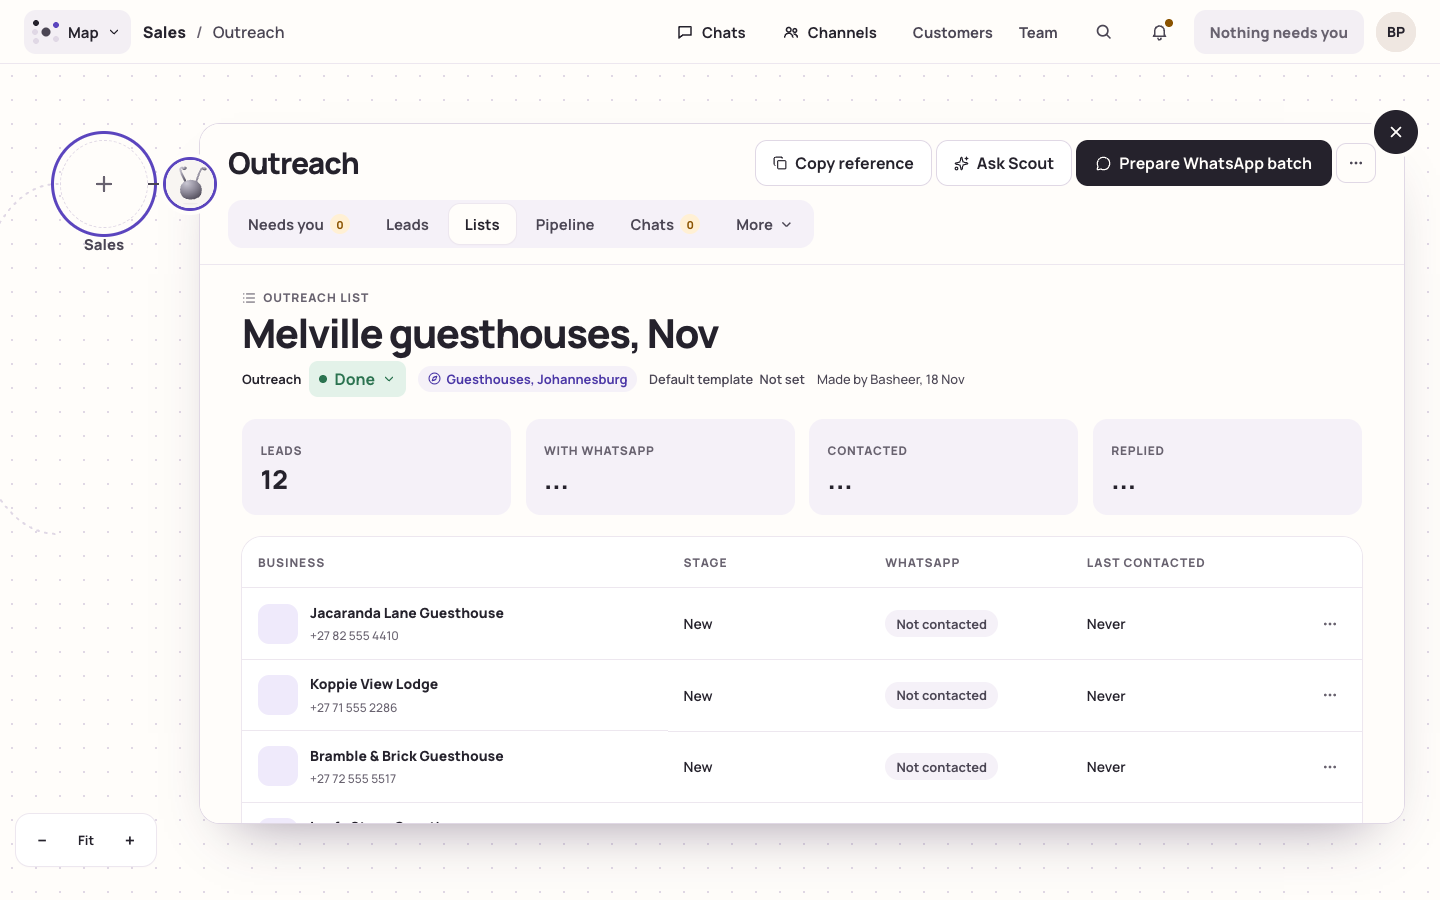 Map
Sales / Outreach
Chats
Channels
Customers
Team
Nothing needs you
BP
Sales
Outreach
Copy reference
Ask Scout
Prepare WhatsApp batch
Needs you 0
Leads
Lists
Pipeline
Chats 0
More
OUTREACH LIST
Melville guesthouses, Nov
Outreach Done Guesthouses, Johannesburg Default template Not set Made by Basheer, 18 Nov
LEADS
12
WITH WHATSAPP
...
CONTACTED
...
REPLIED
...
BUSINESS STAGE WHATSAPP LAST CONTACTED
Jacaranda Lane Guesthouse
+27 82 555 4410
New Not contacted Never
Koppie View Lodge
+27 71 555 2286
New Not contacted Never
Bramble & Brick Guesthouse
+27 72 555 5517
New Not contacted Never
Fit